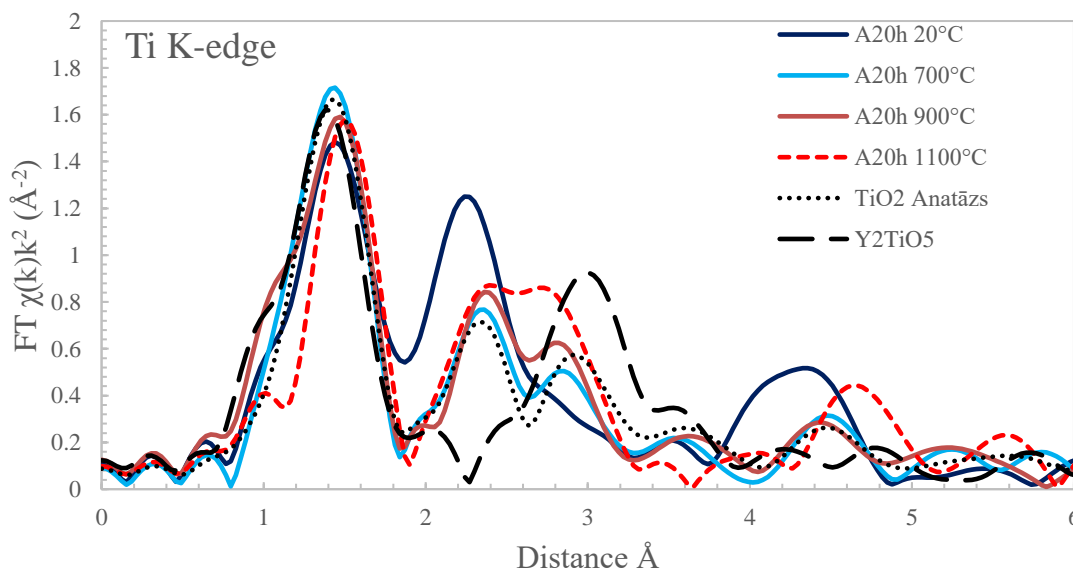 Ti K-edge
A20h 20°C
A20h 700°C
A20h 900°C
A20h 1100°C
TiO2 Anatāzs
Y2TiO5
FT χ(k)k² (Å⁻²)
2
1.8
1.6
1.4
1.2
1
0.8
0.6
0.4
0.2
0
0 1 2 3 4 5 6
Distance Å